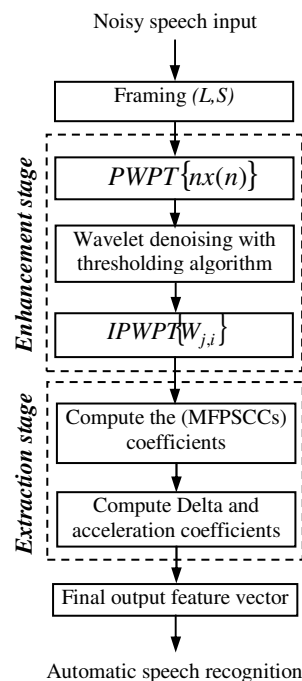 Noisy speech input
Framing (L,S)
Enhancement stage
PWPT{nx(n)}
Wavelet denoising with
thresholding algorithm
IPWPT{W_{j,i}}
Extraction stage
Compute the (MFPSCCs)
coefficients
Compute Delta and
acceleration coefficients
Final output feature vector
Automatic speech recognition